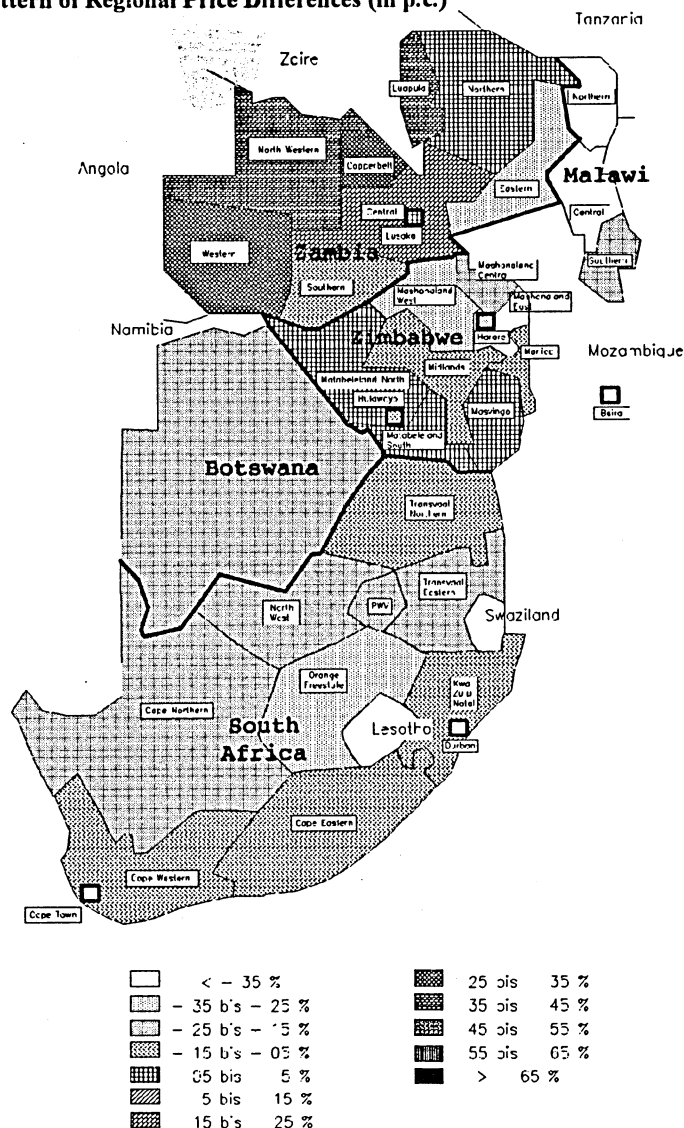 ttern of Regional Price Differences (in p.c.)
Tanzaria
Zcire
Luapula
Northern
Northern
North Western
Copperbelt
Angola
Malawi
Eastern
Central
Central
Lusaka
Western
Zambia
Southern
Southern
Mashonaland
Central
Mashonaland
West
Mashonaland
East
Namibia
Zimbabwe
Harare
Manica
Mozambique
Midlands
Matabeleland North
Bulawayo
Masvingo
Beira
Matabeleland
South
Botswana
Transvaal
Northern
Transvaal
Eastern
North
West
PWV
Swaziland
Orange
Freestate
Kwa
Zulu
Natal
Cape Northern
South
Africa
Lesotho
Durban
Cape Eastern
Cape Western
Cape Town
< - 35 %
- 35 bis - 25 %
- 25 bis - 15 %
- 15 bis - 05 %
05 bis 5 %
5 bis 15 %
15 bis 25 %
25 bis 35 %
35 bis 45 %
45 bis 55 %
55 bis 65 %
> 65 %